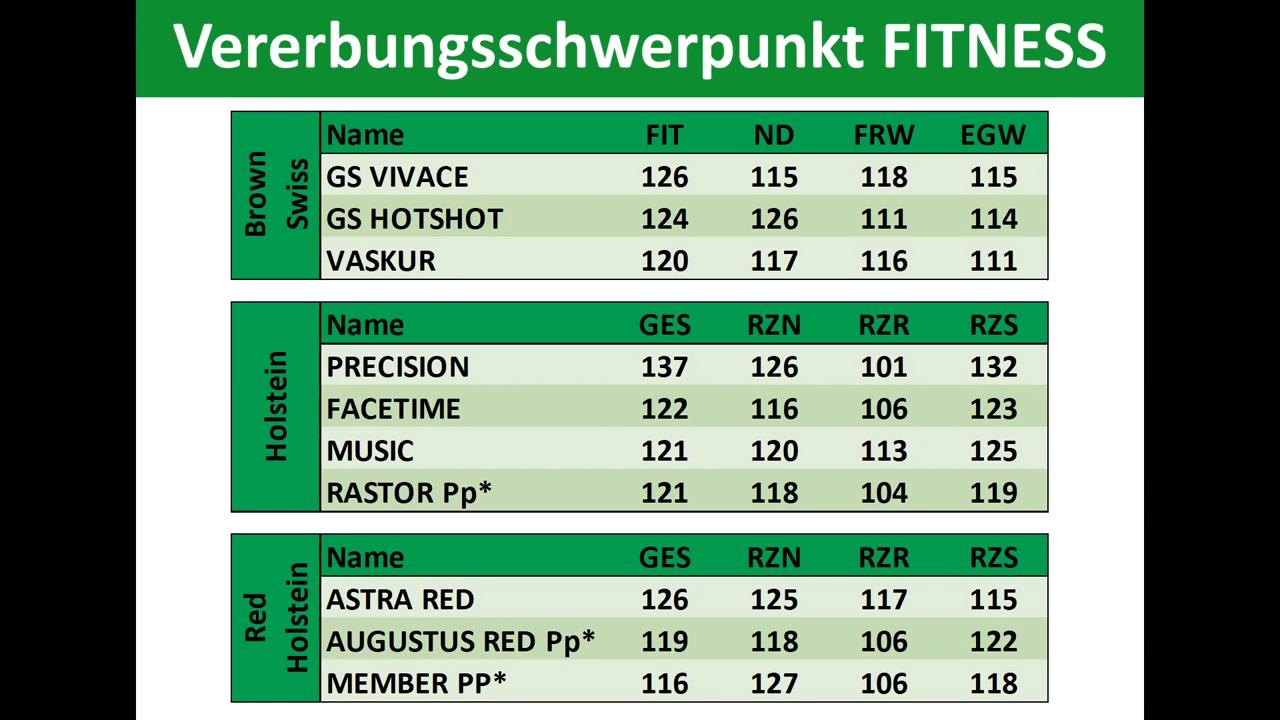 Vererbungsschwerpunkt FITNESS
Brown
Swiss
Name FIT ND FRW EGW
GS VIVACE 126 115 118 115
GS HOTSHOT 124 126 111 114
VASKUR 120 117 116 111
Holstein
Name GES RZN RZR RZS
PRECISION 137 126 101 132
FACETIME 122 116 106 123
MUSIC 121 120 113 125
RASTOR Pp* 121 118 104 119
Red
Holstein
Name GES RZN RZR RZS
ASTRA RED 126 125 117 115
AUGUSTUS RED Pp* 119 118 106 122
MEMBER PP* 116 127 106 118